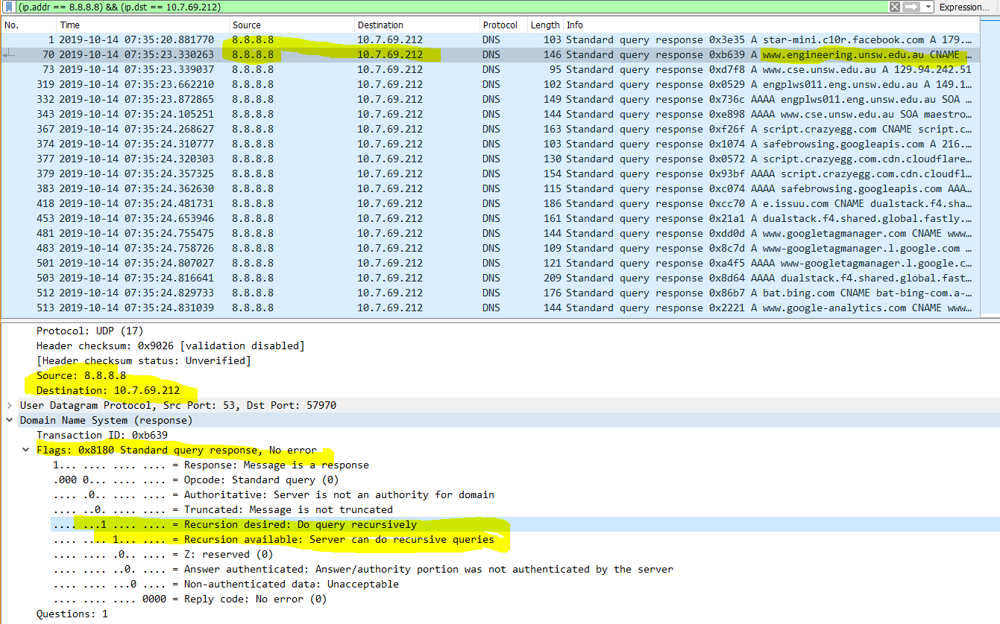 (ip.addr == 8.8.8.8) && (ip.dst == 10.7.69.212) Expression…
No. Time Source Destination Protocol Length Info
1 2019-10-14 07:35:20.881770 8.8.8.8 10.7.69.212 DNS 103 Standard query response 0x3e35 A star-mini.c10r.facebook.com A 179.…
70 2019-10-14 07:35:23.330263 8.8.8.8 10.7.69.212 DNS 146 Standard query response 0xb639 A www.engineering.unsw.edu.au CNAME …
73 2019-10-14 07:35:23.339037 8.8.8.8 10.7.69.212 DNS 95 Standard query response 0xd7f8 A www.cse.unsw.edu.au A 129.94.242.51
319 2019-10-14 07:35:23.662210 8.8.8.8 10.7.69.212 DNS 102 Standard query response 0x0529 A engplws011.eng.unsw.edu.au A 149.1…
332 2019-10-14 07:35:23.872865 8.8.8.8 10.7.69.212 DNS 149 Standard query response 0x736c AAAA engplws011.eng.unsw.edu.au SOA …
343 2019-10-14 07:35:24.105251 8.8.8.8 10.7.69.212 DNS 144 Standard query response 0xe898 AAAA www.cse.unsw.edu.au SOA maestro…
367 2019-10-14 07:35:24.268627 8.8.8.8 10.7.69.212 DNS 163 Standard query response 0xf26f A script.crazyegg.com CNAME script.c…
374 2019-10-14 07:35:24.310777 8.8.8.8 10.7.69.212 DNS 103 Standard query response 0x1074 A safebrowsing.googleapis.com A 216.…
377 2019-10-14 07:35:24.320303 8.8.8.8 10.7.69.212 DNS 130 Standard query response 0x0572 A script.crazyegg.com.cdn.cloudflare…
379 2019-10-14 07:35:24.357325 8.8.8.8 10.7.69.212 DNS 154 Standard query response 0x93bf AAAA script.crazyegg.com.cdn.cloudfl…
383 2019-10-14 07:35:24.362630 8.8.8.8 10.7.69.212 DNS 115 Standard query response 0xc074 AAAA safebrowsing.googleapis.com AAA…
418 2019-10-14 07:35:24.481731 8.8.8.8 10.7.69.212 DNS 186 Standard query response 0xcc70 A e.issuu.com CNAME dualstack.f4.sha…
453 2019-10-14 07:35:24.653946 8.8.8.8 10.7.69.212 DNS 161 Standard query response 0x21a1 A dualstack.f4.shared.global.fastly.…
481 2019-10-14 07:35:24.755475 8.8.8.8 10.7.69.212 DNS 144 Standard query response 0xdd0d A www.googletagmanager.com CNAME www…
483 2019-10-14 07:35:24.758726 8.8.8.8 10.7.69.212 DNS 109 Standard query response 0x8c7d A www-googletagmanager.l.google.com …
501 2019-10-14 07:35:24.807027 8.8.8.8 10.7.69.212 DNS 121 Standard query response 0xa4f5 AAAA www-googletagmanager.l.google.c…
503 2019-10-14 07:35:24.816641 8.8.8.8 10.7.69.212 DNS 209 Standard query response 0x8d64 AAAA dualstack.f4.shared.global.fast…
512 2019-10-14 07:35:24.829733 8.8.8.8 10.7.69.212 DNS 176 Standard query response 0x86b7 A bat.bing.com CNAME bat-bing-com.a-…
513 2019-10-14 07:35:24.831039 8.8.8.8 10.7.69.212 DNS 144 Standard query response 0x2221 A www.google-analytics.com CNAME www…
Protocol: UDP (17)
Header checksum: 0x9026 [validation disabled]
[Header checksum status: Unverified]
Source: 8.8.8.8
Destination: 10.7.69.212
User Datagram Protocol, Src Port: 53, Dst Port: 57970
Domain Name System (response)
Transaction ID: 0xb639
Flags: 0x8180 Standard query response, No error
1... .... .... .... = Response: Message is a response
.000 0... .... .... = Opcode: Standard query (0)
.... .0.. .... .... = Authoritative: Server is not an authority for domain
.... ..0. .... .... = Truncated: Message is not truncated
.... ...1 .... .... = Recursion desired: Do query recursively
.... .... 1... .... = Recursion available: Server can do recursive queries
.... .... .0.. .... = Z: reserved (0)
.... .... ..0. .... = Answer authenticated: Answer/authority portion was not authenticated by the server
.... .... ...0 .... = Non-authenticated data: Unacceptable
.... .... .... 0000 = Reply code: No error (0)
Questions: 1